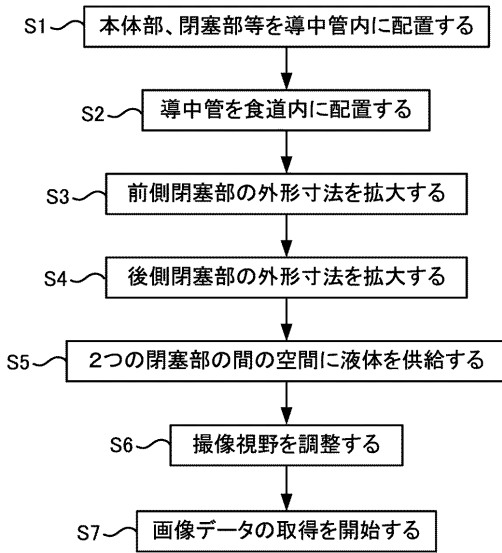 S1 本体部、閉塞部等を導中管内に配置する
S2 導中管を食道内に配置する
S3 前側閉塞部の外形寸法を拡大する
S4 後側閉塞部の外形寸法を拡大する
S5 2つの閉塞部の間の空間に液体を供給する
S6 撮像視野を調整する
S7 画像データの取得を開始する